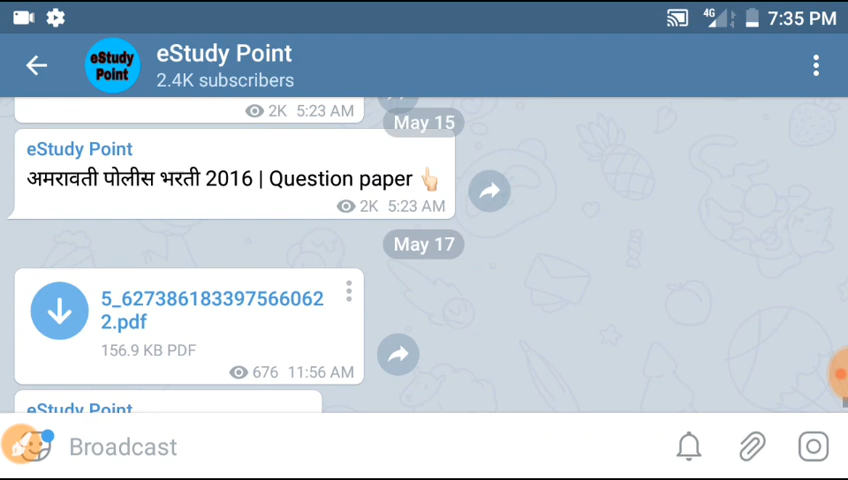 4G 7:35 PM
eStudy Point
eStudy Point
2.4K subscribers
2K 5:23 AM
May 15
eStudy Point
अमरावती पोलीस भरती 2016 | Question paper 👆🏻
2K 5:23 AM
May 17
5_627386183397566062
2.pdf
156.9 KB PDF
676 11:56 AM
eStudy Point
Broadcast